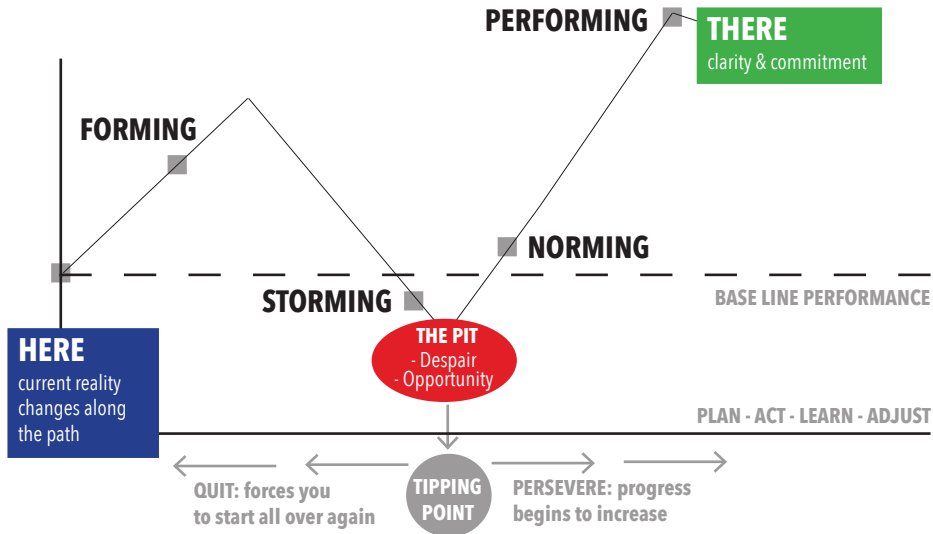 PERFORMING
THERE
clarity & commitment
FORMING
NORMING
STORMING
BASE LINE PERFORMANCE
HERE
current reality
changes along
the path
THE PIT
- Despair
- Opportunity
PLAN - ACT - LEARN - ADJUST
QUIT: forces you
to start all over again
TIPPING
POINT
PERSEVERE: progress
begins to increase